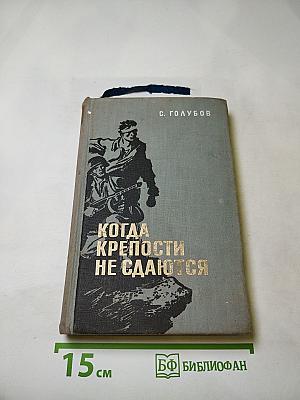 С. ГОЛУБОВ
КОГДА
КРЕПОСТИ
НЕ СДАЮТСЯ
15 см
БФ БИБЛИОФАН